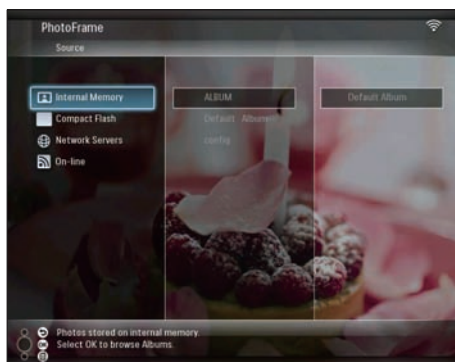 PhotoFrame
Source
Internal Memory
Compact Flash
Network Servers
On-line
ALBUM
Default Album
config
Default Album
Photos stored on internal memory.
Select OK to browse Albums.